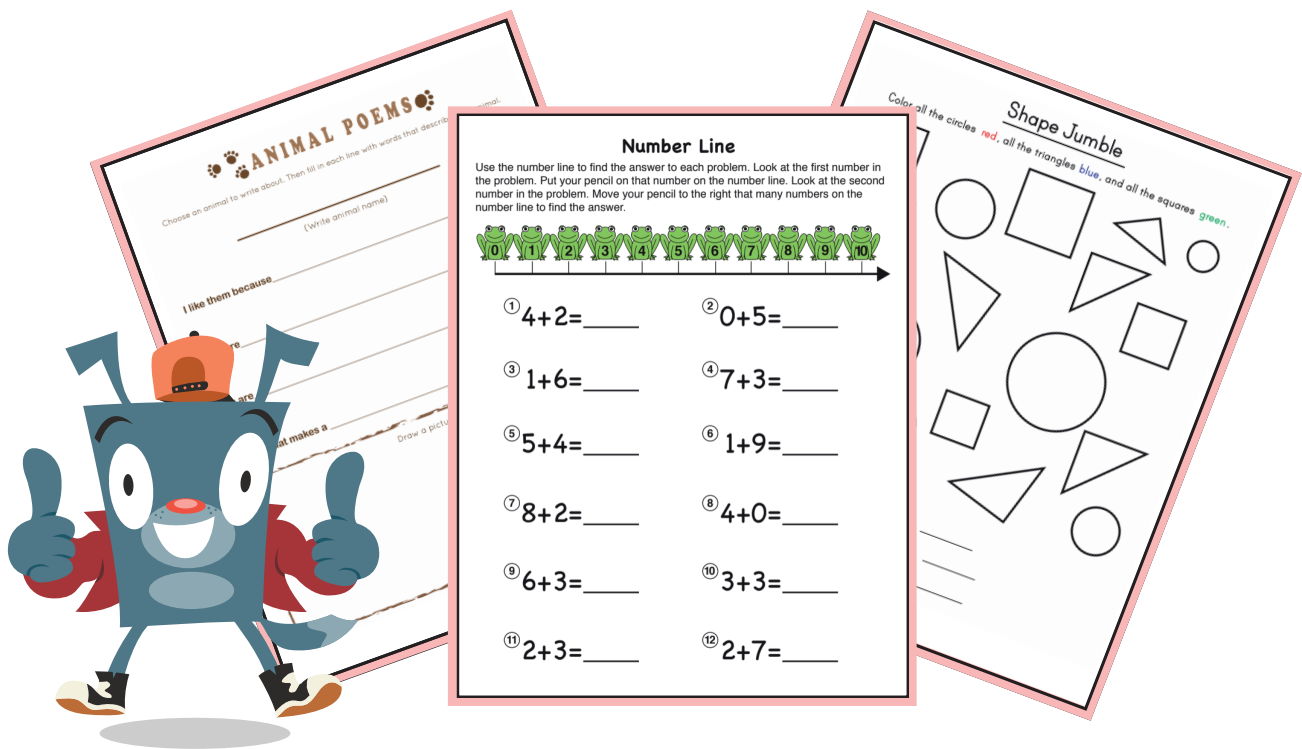 ANIMAL POEMS
Choose an animal to write about. Then fill in each line with words that describ
nimal.
(Write animal name)
I like them because
re
are
at makes a
Draw a pictu
Number Line
Use the number line to find the answer to each problem. Look at the first number in
the problem. Put your pencil on that number on the number line. Look at the second
number in the problem. Move your pencil to the right that many numbers on the
number line to find the answer.
0 1 2 3 4 5 6 7 8 9 10
1 4+2=_____ 2 0+5=_____
3 1+6=_____ 4 7+3=_____
5 5+4=_____ 6 1+9=_____
7 8+2=_____ 8 4+0=_____
9 6+3=_____ 10 3+3=_____
11 2+3=_____ 12 2+7=_____
Shape Jumble
Color all the circles red, all the triangles blue, and all the squares green.